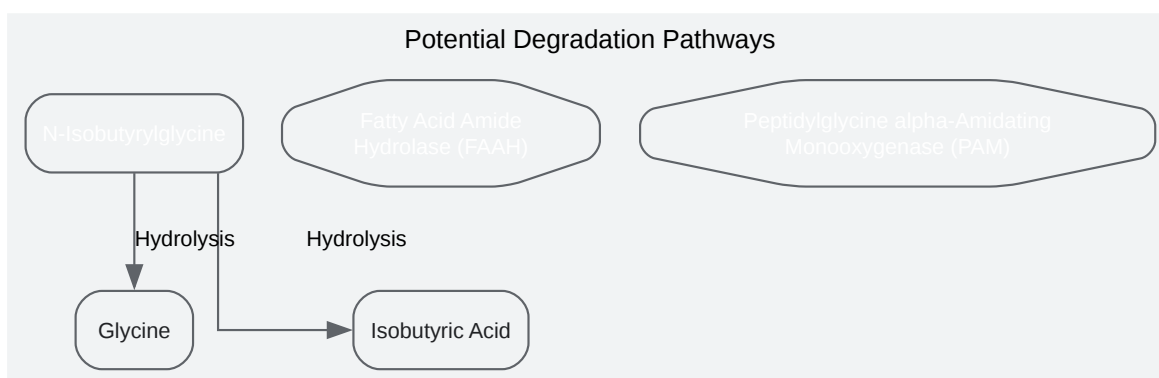 Potential Degradation Pathways
N-Isobutyrylglycine
Fatty Acid Amide
Hydrolase (FAAH)
Peptidylglycine alpha-Amidating
Monooxygenase (PAM)
Hydrolysis
Hydrolysis
Glycine
Isobutyric Acid